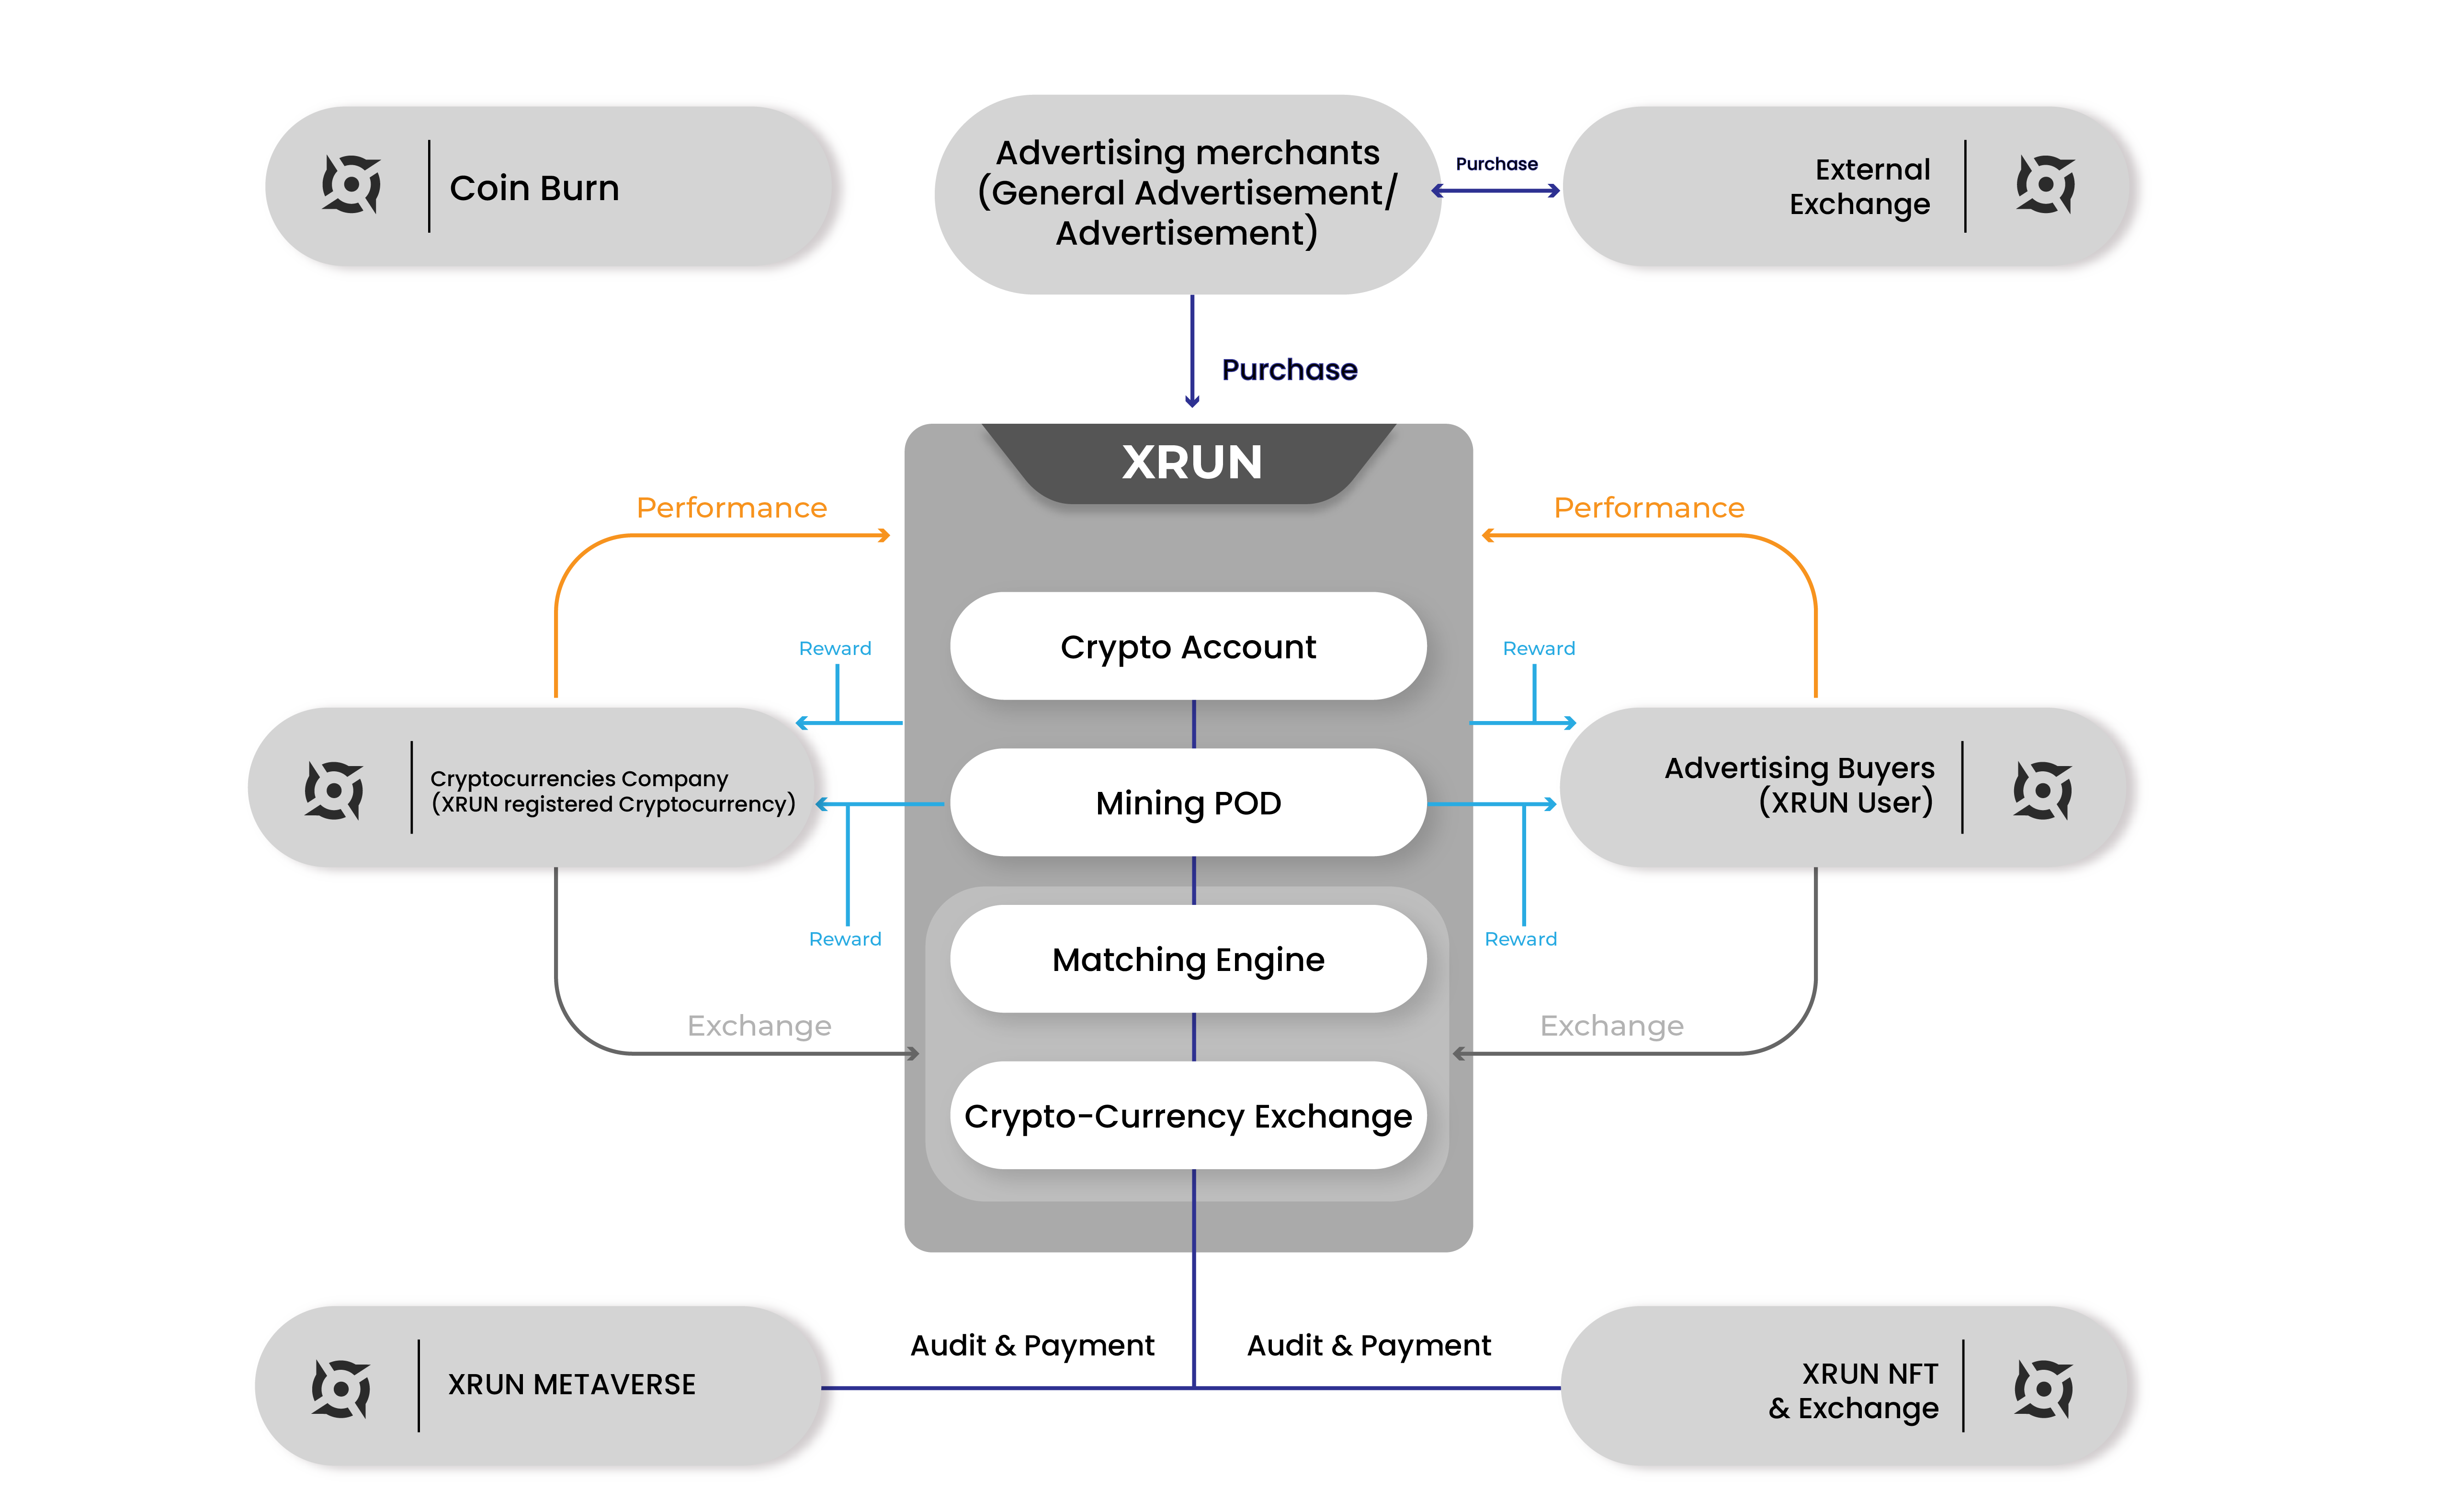 Coin Burn
Advertising merchants
(General Advertisement/
Advertisement)
Purchase
External
Exchange
Purchase
XRUN
Performance
Performance
Reward
Reward
Crypto Account
Cryptocurrencies Company
(XRUN registered Cryptocurrency)
Mining POD
Advertising Buyers
(XRUN User)
Reward
Reward
Matching Engine
Exchange
Exchange
Crypto-Currency Exchange
Audit & Payment
Audit & Payment
XRUN METAVERSE
XRUN NFT
& Exchange